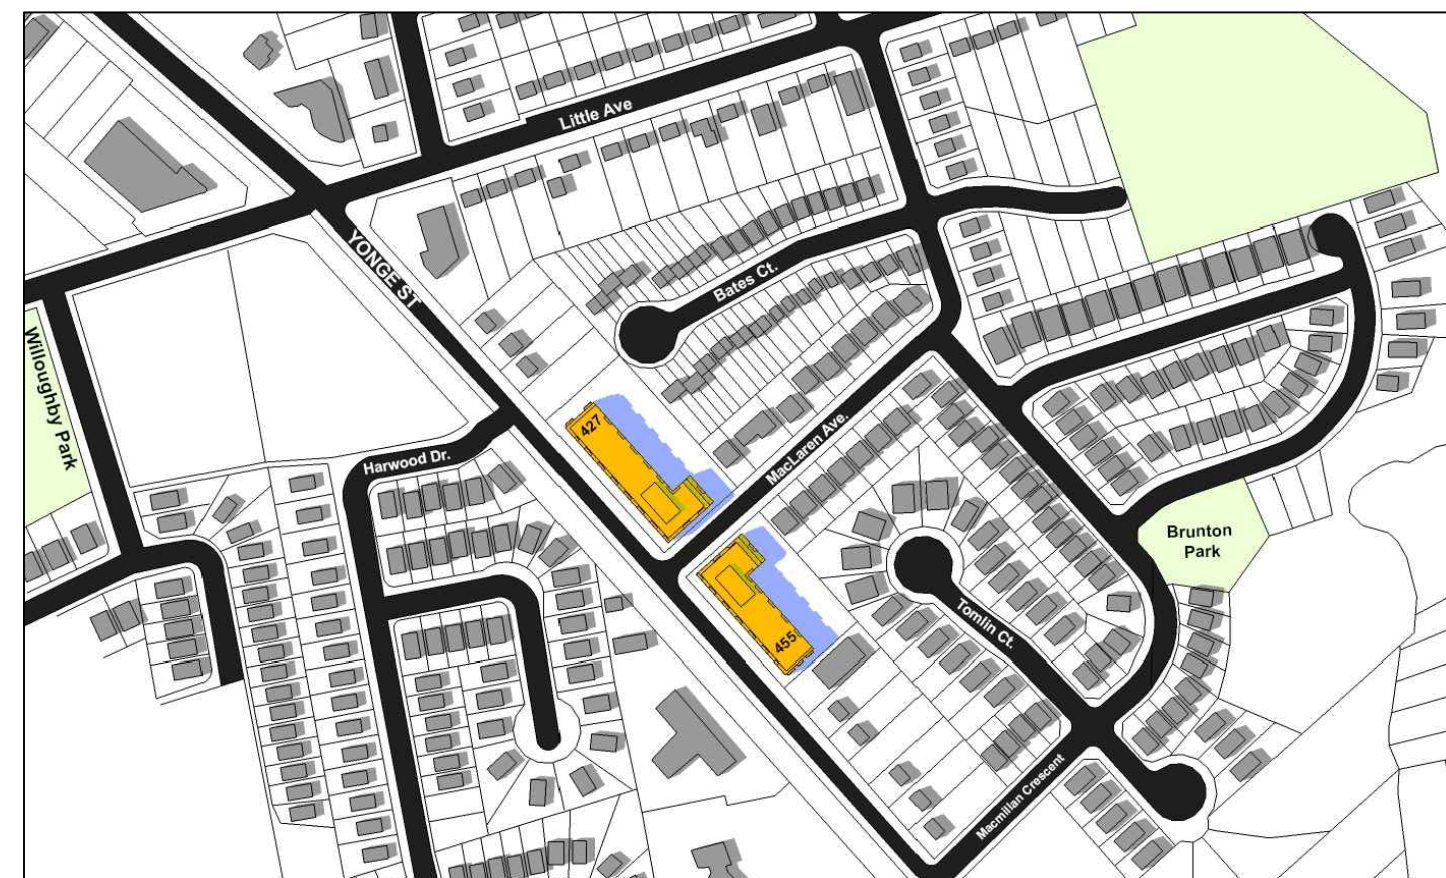 Little Ave
YONGE ST
Bates Ct.
Willoughby Park
427
MacLaren Ave.
Harwood Dr.
Brunton
Park
Tomlin Ct.
455
Macmillan Crescent